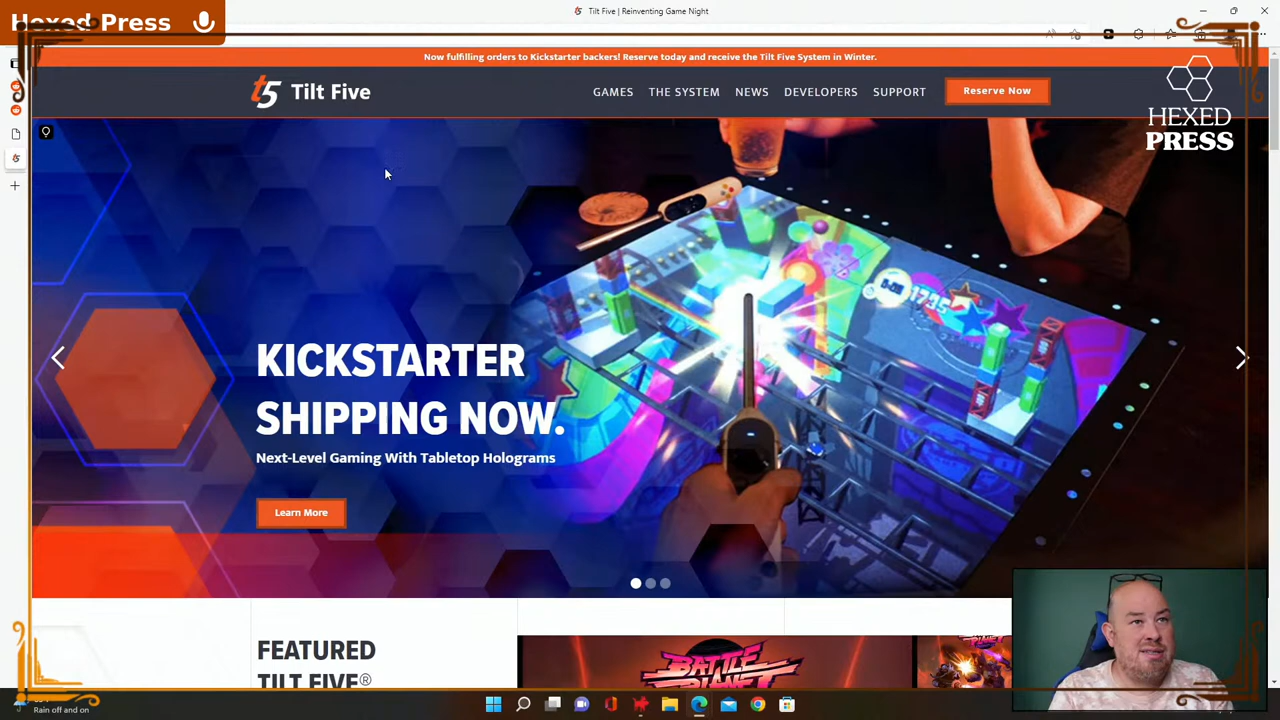 Hexed Press
Tilt Five | Reinventing Game Night
Now fulfilling orders to Kickstarter backers! Reserve today and receive the Tilt Five System in Winter.
t5 Tilt Five
GAMES THE SYSTEM NEWS DEVELOPERS SUPPORT Reserve Now
HEXED
PRESS
KICKSTARTER
SHIPPING NOW.
Next-Level Gaming With Tabletop Holograms
Learn More
FEATURED
TILT FIVE®
BATTLE
PLANET
Rain off and on